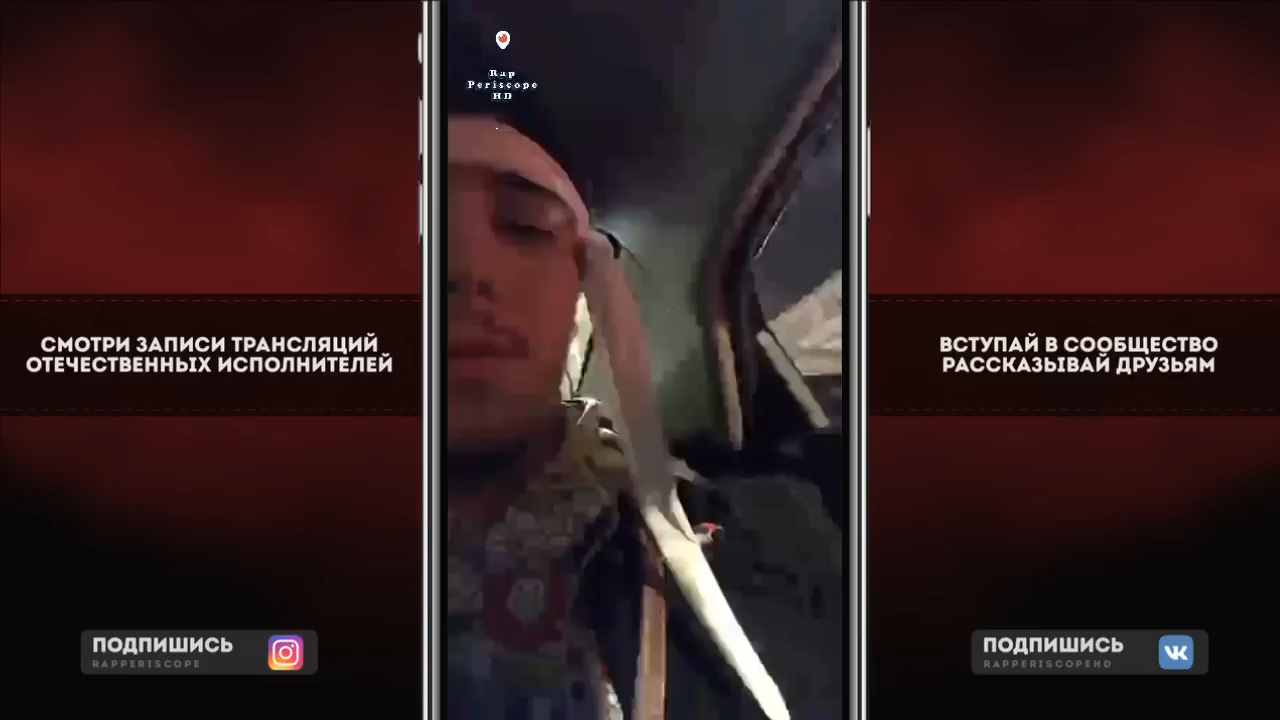 Rap
Periscope
HD
СМОТРИ ЗАПИСИ ТРАНСЛЯЦИЙ
ОТЕЧЕСТВЕННЫХ ИСПОЛНИТЕЛЕЙ
ВСТУПАЙ В СООБЩЕСТВО
РАССКАЗЫВАЙ ДРУЗЬЯМ
ПОДПИШИСЬ
RAPPERISCOPE
ПОДПИШИСЬ
RAPPERISCOPEHD